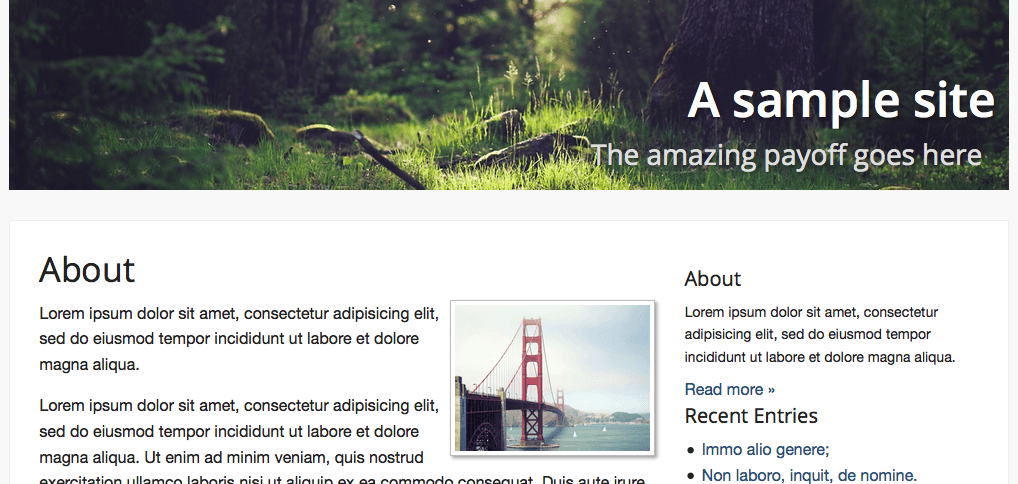 A sample site
The amazing payoff goes here
About
Lorem ipsum dolor sit amet, consectetur adipisicing elit,
sed do eiusmod tempor incididunt ut labore et dolore
magna aliqua.
Lorem ipsum dolor sit amet, consectetur adipisicing elit,
sed do eiusmod tempor incididunt ut labore et dolore
magna aliqua. Ut enim ad minim veniam, quis nostrud
exercitation ullamco laboris nisi ut aliquip ex ea commodo consequat. Duis aute irure
About
Lorem ipsum dolor sit amet, consectetur
adipisicing elit, sed do eiusmod tempor
incididunt ut labore et dolore magna aliqua.
Read more »
Recent Entries
• Immo alio genere;
• Non laboro, inquit, de nomine.